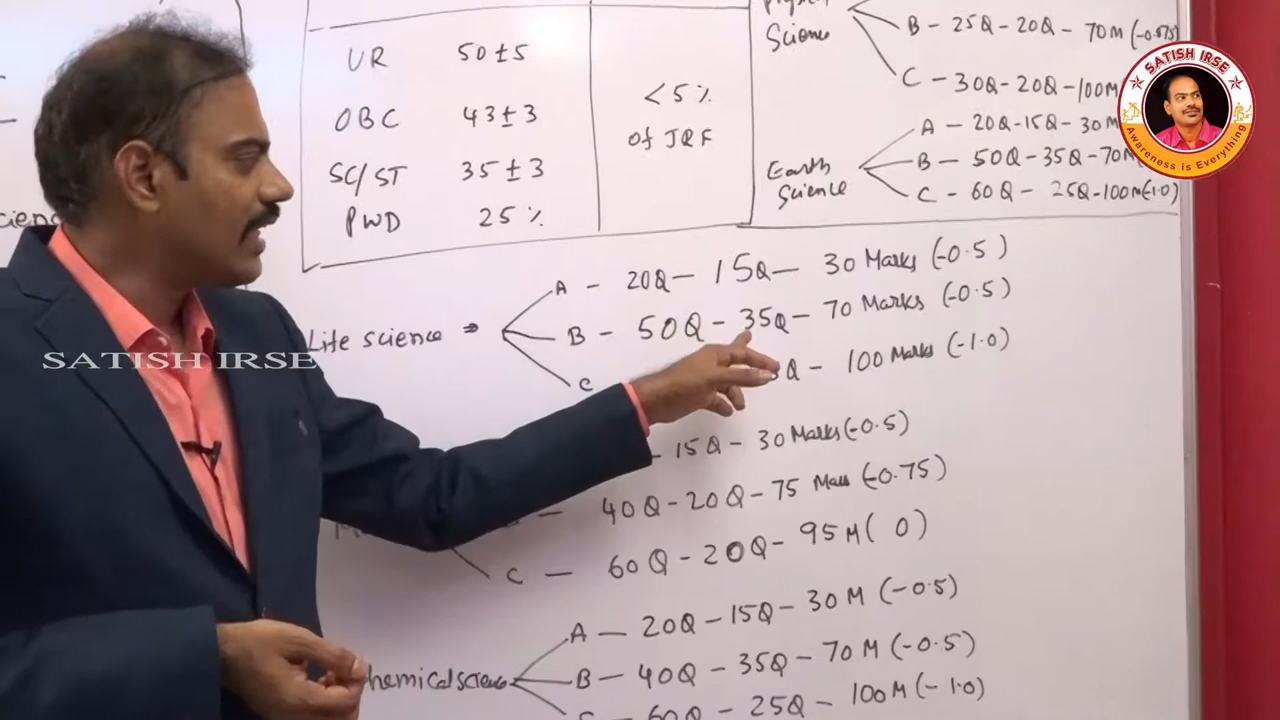 UR 50±5
OBC 43±3
SC/ST 35±3
PWD 25 %
<5%
of JRF
Science
B - 25Q - 20Q - 70M
C - 30Q - 20Q - 100M
Earth
Science
A - 20Q - 15Q - 30M
B - 50Q - 35Q - 70M
C - 60Q - 25Q - 100M(-1.0)
SATISH IRSE
Awareness is Everything
Life science
A - 20Q - 15Q - 30 Marks (-0.5)
B - 50Q - 35Q - 70 Marks (-0.5)
C
Q - 100 Marks (-1.0)
SATISH IRSE
15Q - 30 Marks (-0.5)
40Q - 20Q - 75 (-0.75)
C - 60Q - 20Q - 95M ( 0 )
hemical science
A - 20Q - 15Q - 30 M (-0.5)
B - 40Q - 35Q - 70 M (-0.5)
60Q - 25Q - 100 M (-1.0)